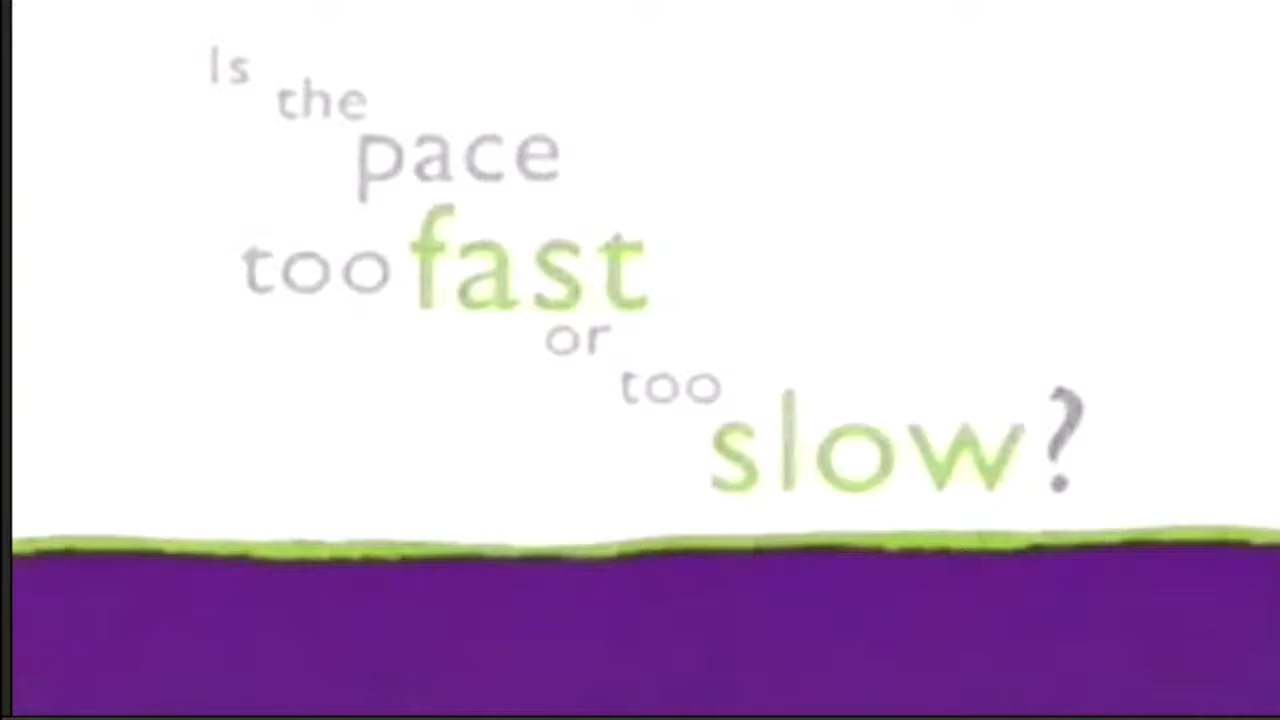 Is
the
pace
too fast
or
too
slow?